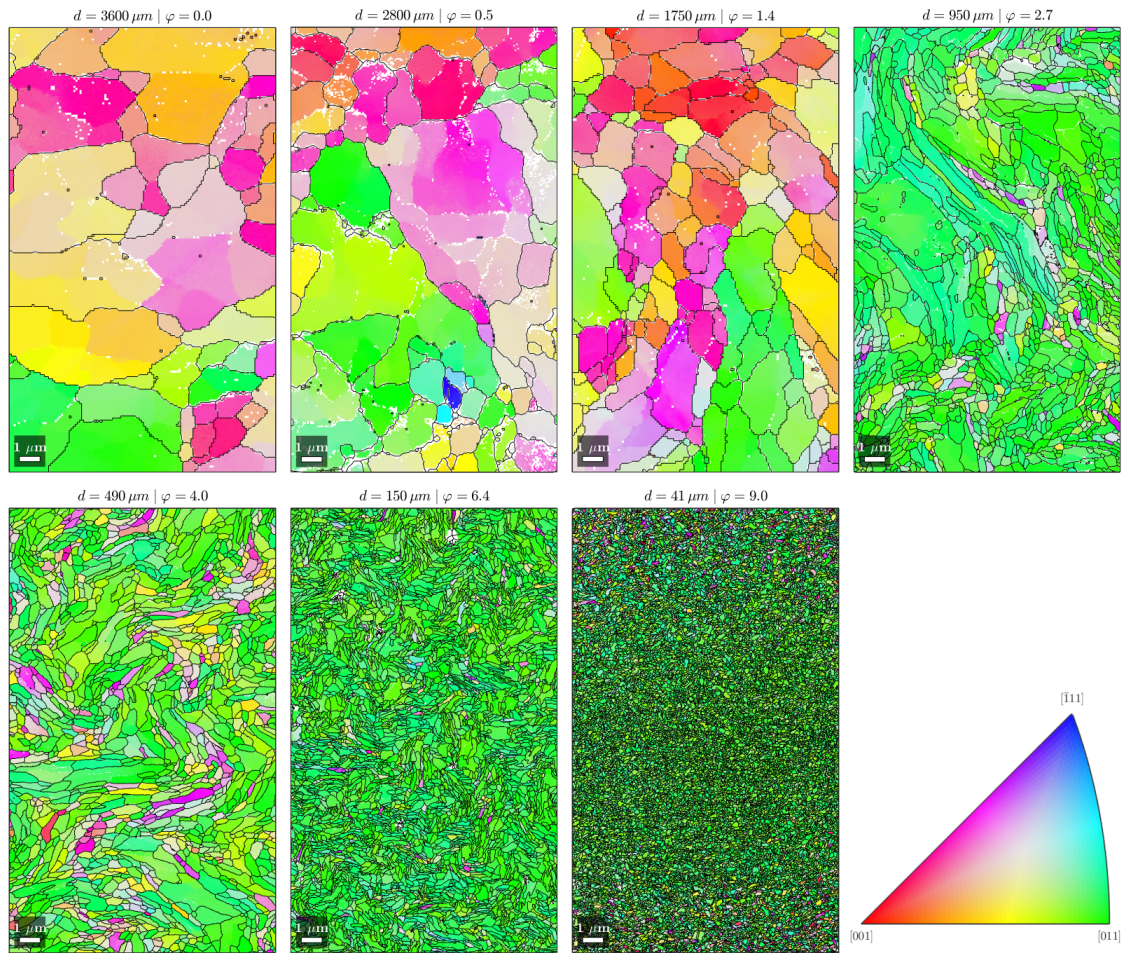 d = 3600 μm | φ = 0.0
d = 2800 μm | φ = 0.5
d = 1750 μm | φ = 1.4
d = 950 μm | φ = 2.7
1 μm
1 μm
1 μm
1 μm
d = 490 μm | φ = 4.0
d = 150 μm | φ = 6.4
d = 41 μm | φ = 9.0
1 μm
1 μm
1 μm
[1̄11]
[001]
[011]